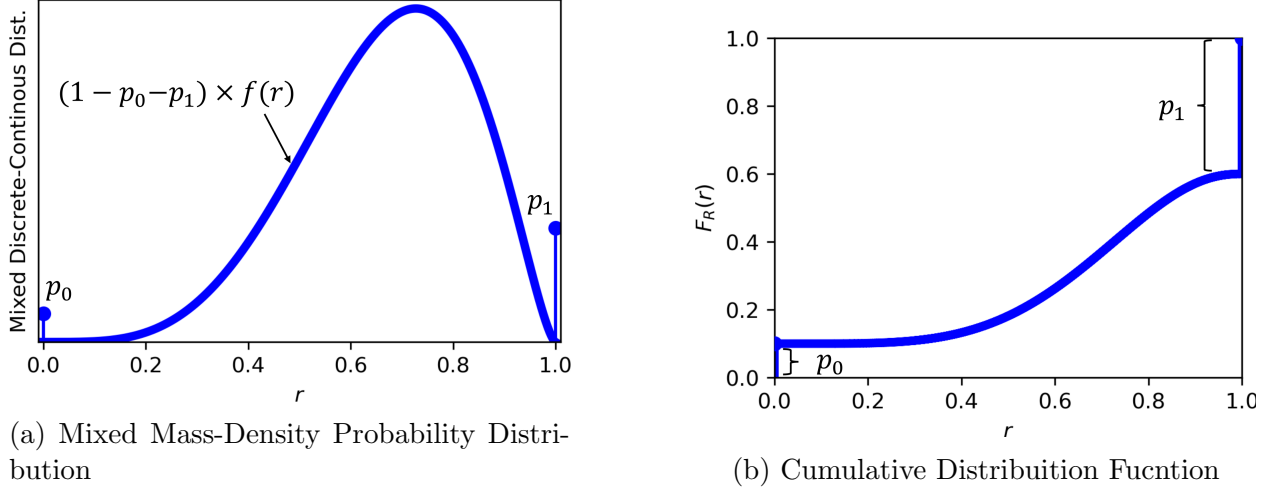 Mixed Discrete-Continous Dist.
(1 − p₀−p₁) × f(r)
p₀
p₁
0.0 0.2 0.4 0.6 0.8 1.0
r
(a) Mixed Mass-Density Probability Distri-
bution
F_R(r)
1.0
0.8
0.6
0.4
0.2
0.0
p₁
p₀
0.0 0.2 0.4 0.6 0.8 1.0
r
(b) Cumulative Distribuition Fucntion